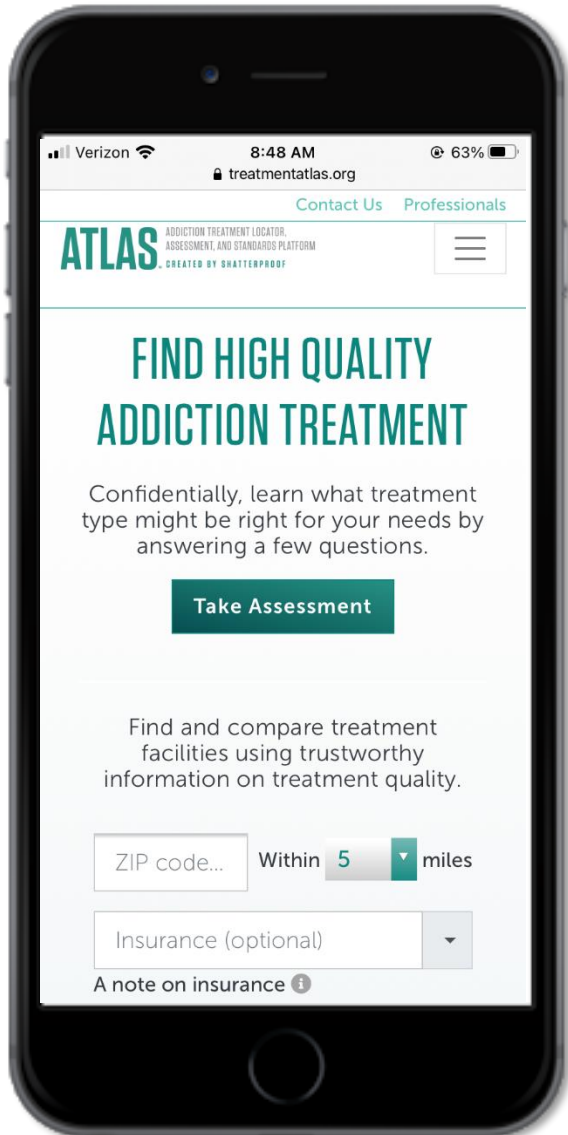 Verizon 8:48 AM 63%
treatmentatlas.org
Contact Us Professionals
ATLAS
ADDICTION TREATMENT LOCATOR,
ASSESSMENT, AND STANDARDS PLATFORM
CREATED BY SHATTERPROOF
FIND HIGH QUALITY
ADDICTION TREATMENT
Confidentially, learn what treatment
type might be right for your needs by
answering a few questions.
Take Assessment
Find and compare treatment
facilities using trustworthy
information on treatment quality.
ZIP code... Within 5 miles
Insurance (optional)
A note on insurance